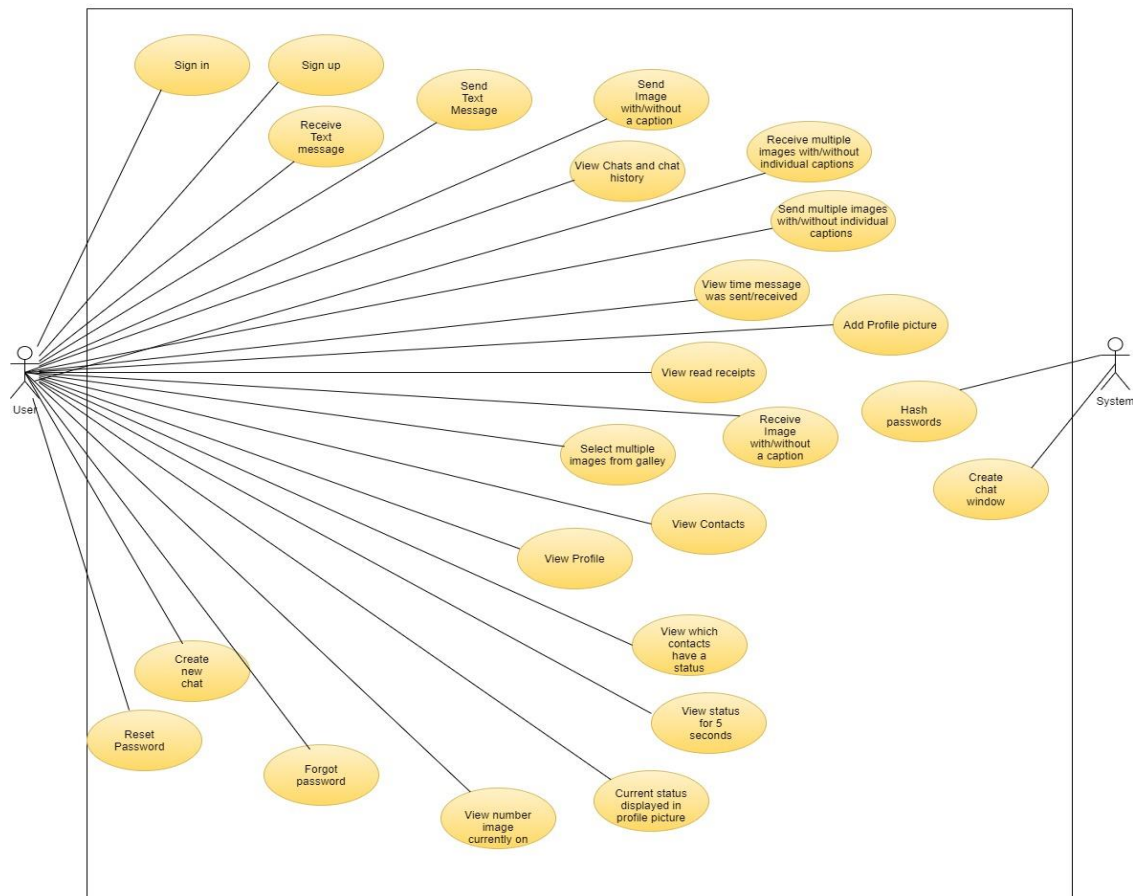 Sign in
Sign up
Send
Text
Message
Send
Image
with/without
a caption
Receive
Text
message
Receive multiple
images with/without
individual captions
View Chats and chat
history
Send multiple images
with/without individual
captions
View time message
was sent/received
Add Profile picture
View read receipts
User
System
Hash
passwords
Receive
Image
with/without
a caption
Select multiple
images from galley
Create
chat
window
View Contacts
View Profile
View which
contacts
have a
status
Create
new
chat
View status
for 5
seconds
Reset
Password
Forgot
password
Current status
displayed in
profile picture
View number
image
currently on